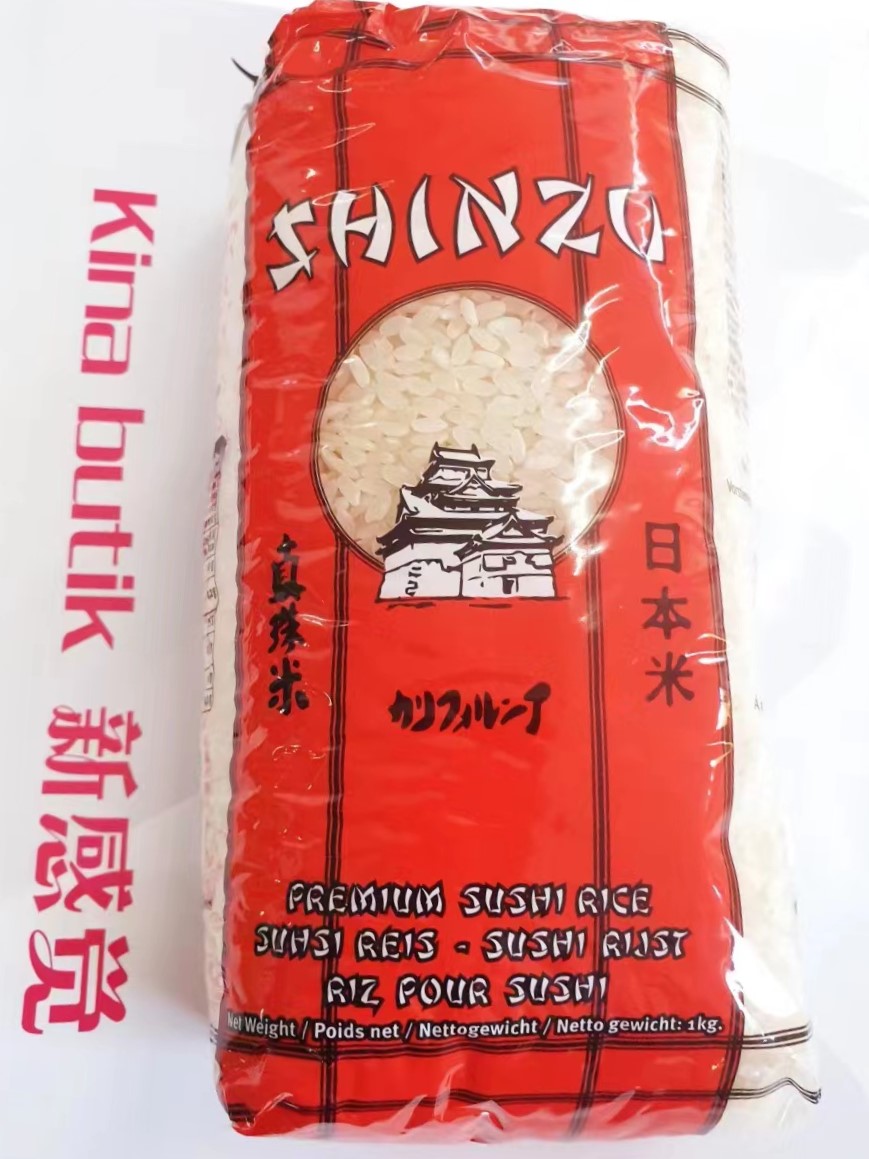 SHINZU
真珠米
日本米
カリフォルニア
PREMIUM SUSHI RICE
SUHSI REIS - SUSHI RIJST
RIZ POUR SUSHI
Net Weight / Poids net / Nettogewicht / Netto gewicht: 1kg.
Kina butik 新感觉